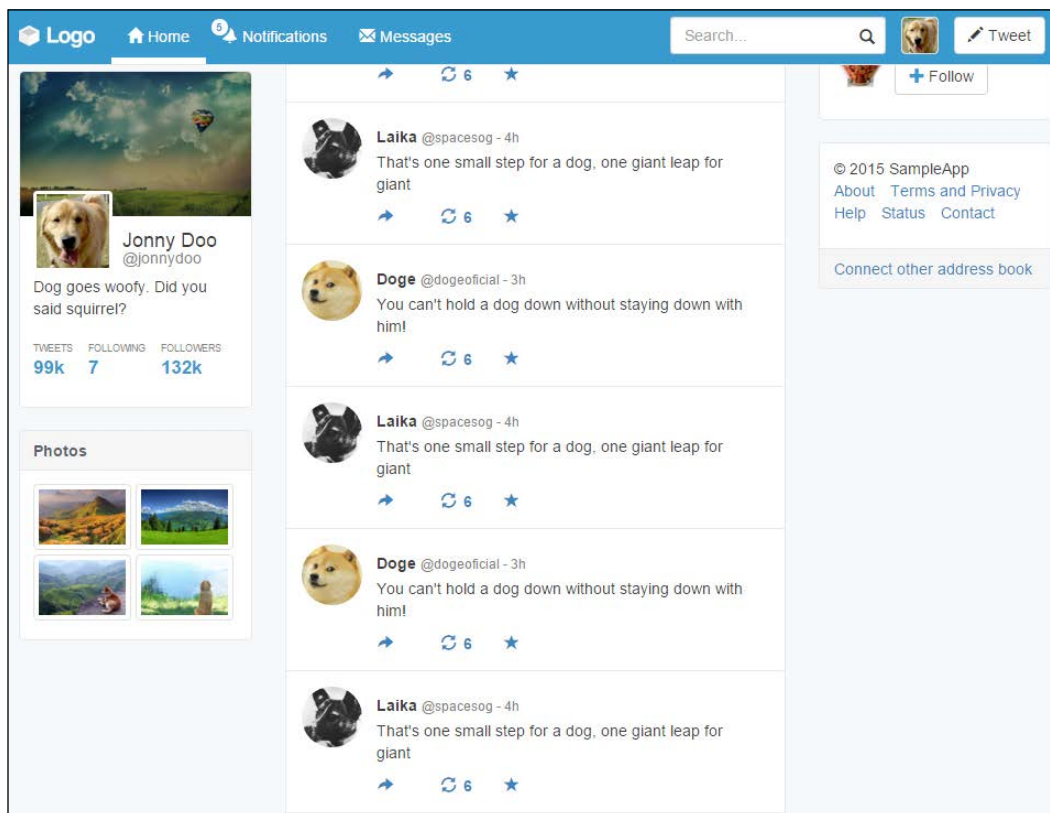 Logo Home 5 Notifications Messages Search... Tweet
Jonny Doo
@jonnydoo
Dog goes woofy. Did you
said squirrel?
TWEETS FOLLOWING FOLLOWERS
99k 7 132k
Photos
6
Laika @spacesog - 4h
That's one small step for a dog, one giant leap for
giant
6
Doge @dogeoficial - 3h
You can't hold a dog down without staying down with
him!
6
Laika @spacesog - 4h
That's one small step for a dog, one giant leap for
giant
6
Doge @dogeoficial - 3h
You can't hold a dog down without staying down with
him!
6
Laika @spacesog - 4h
That's one small step for a dog, one giant leap for
giant
6
Follow
© 2015 SampleApp
About Terms and Privacy
Help Status Contact
Connect other address book